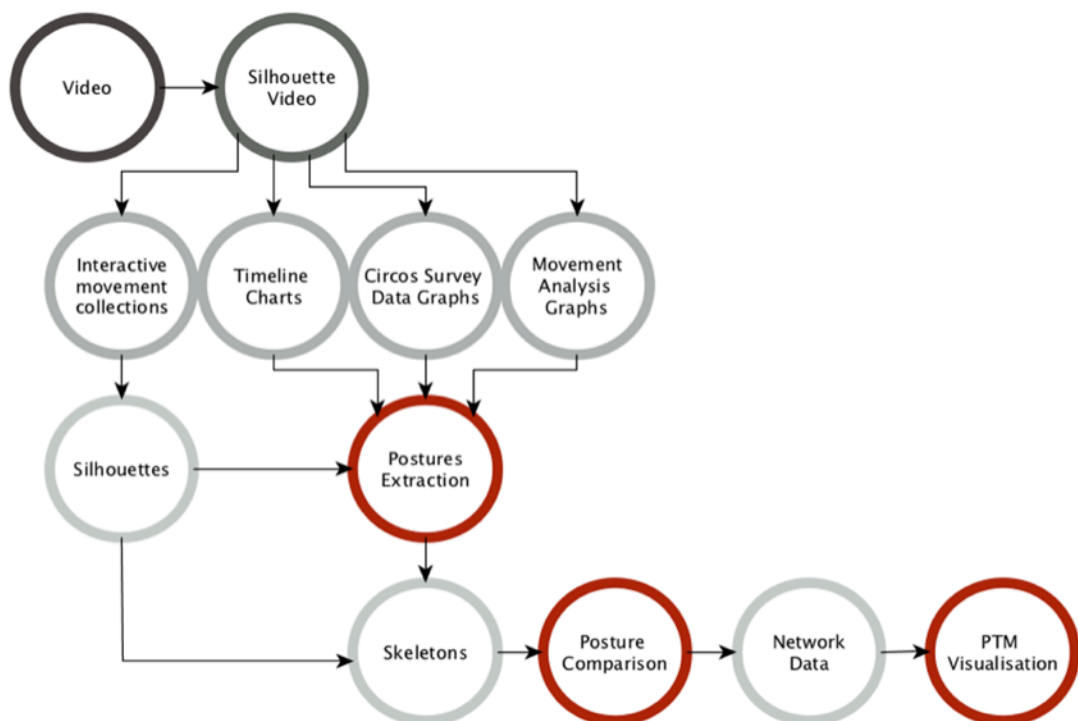 Video
Silhouette
Video
Interactive
movement
collections
Timeline
Charts
Circos Survey
Data Graphs
Movement
Analysis
Graphs
Silhouettes
Postures
Extraction
Skeletons
Posture
Comparison
Network
Data
PTM
Visualisation